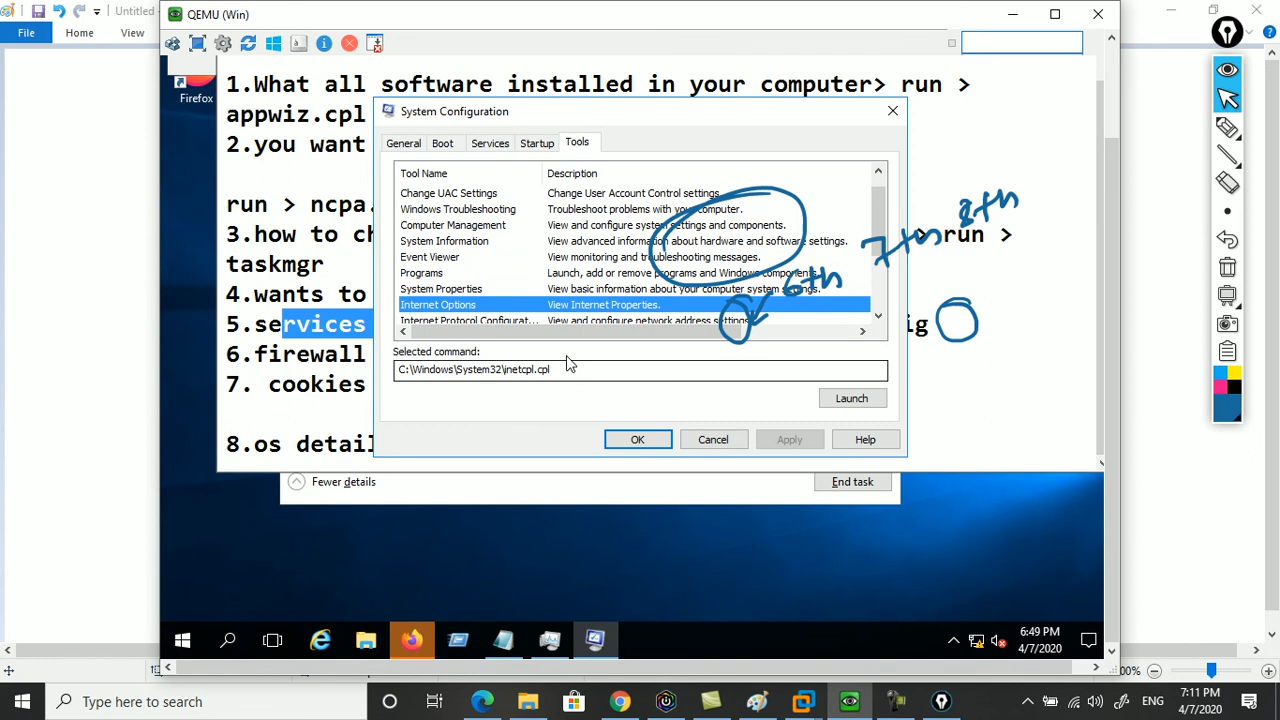 Untitled -
File
Home
View
QEMU (Win)
Firefox
1.What all software installed in your computer> run >
appwiz.cpl
2.you want
run > ncpa.
3.how to ch
> run >
taskmgr
4.wants to
5.services
ig
6.firewall
7. cookies
8.os detail
System Configuration
General
Boot
Services
Startup
Tools
Tool Name
Description
Change UAC Settings
Change User Account Control settings.
Windows Troubleshooting
Troubleshoot problems with your computer.
Computer Management
View and configure system settings and components.
System Information
View advanced information about hardware and software settings.
Event Viewer
View monitoring and troubleshooting messages.
Programs
Launch, add or remove programs and Windows components.
System Properties
View basic information about your computer system settings.
Internet Options
View Internet Properties.
Internet Protocol Configurat...
View and configure network address settings.
6th
7th
8th
Selected command:
C:\Windows\System32\inetcpl.cpl
Launch
OK
Cancel
Apply
Help
Fewer details
End task
6:49 PM
4/7/2020
00%
Type here to search
ENG
7:11 PM
4/7/2020